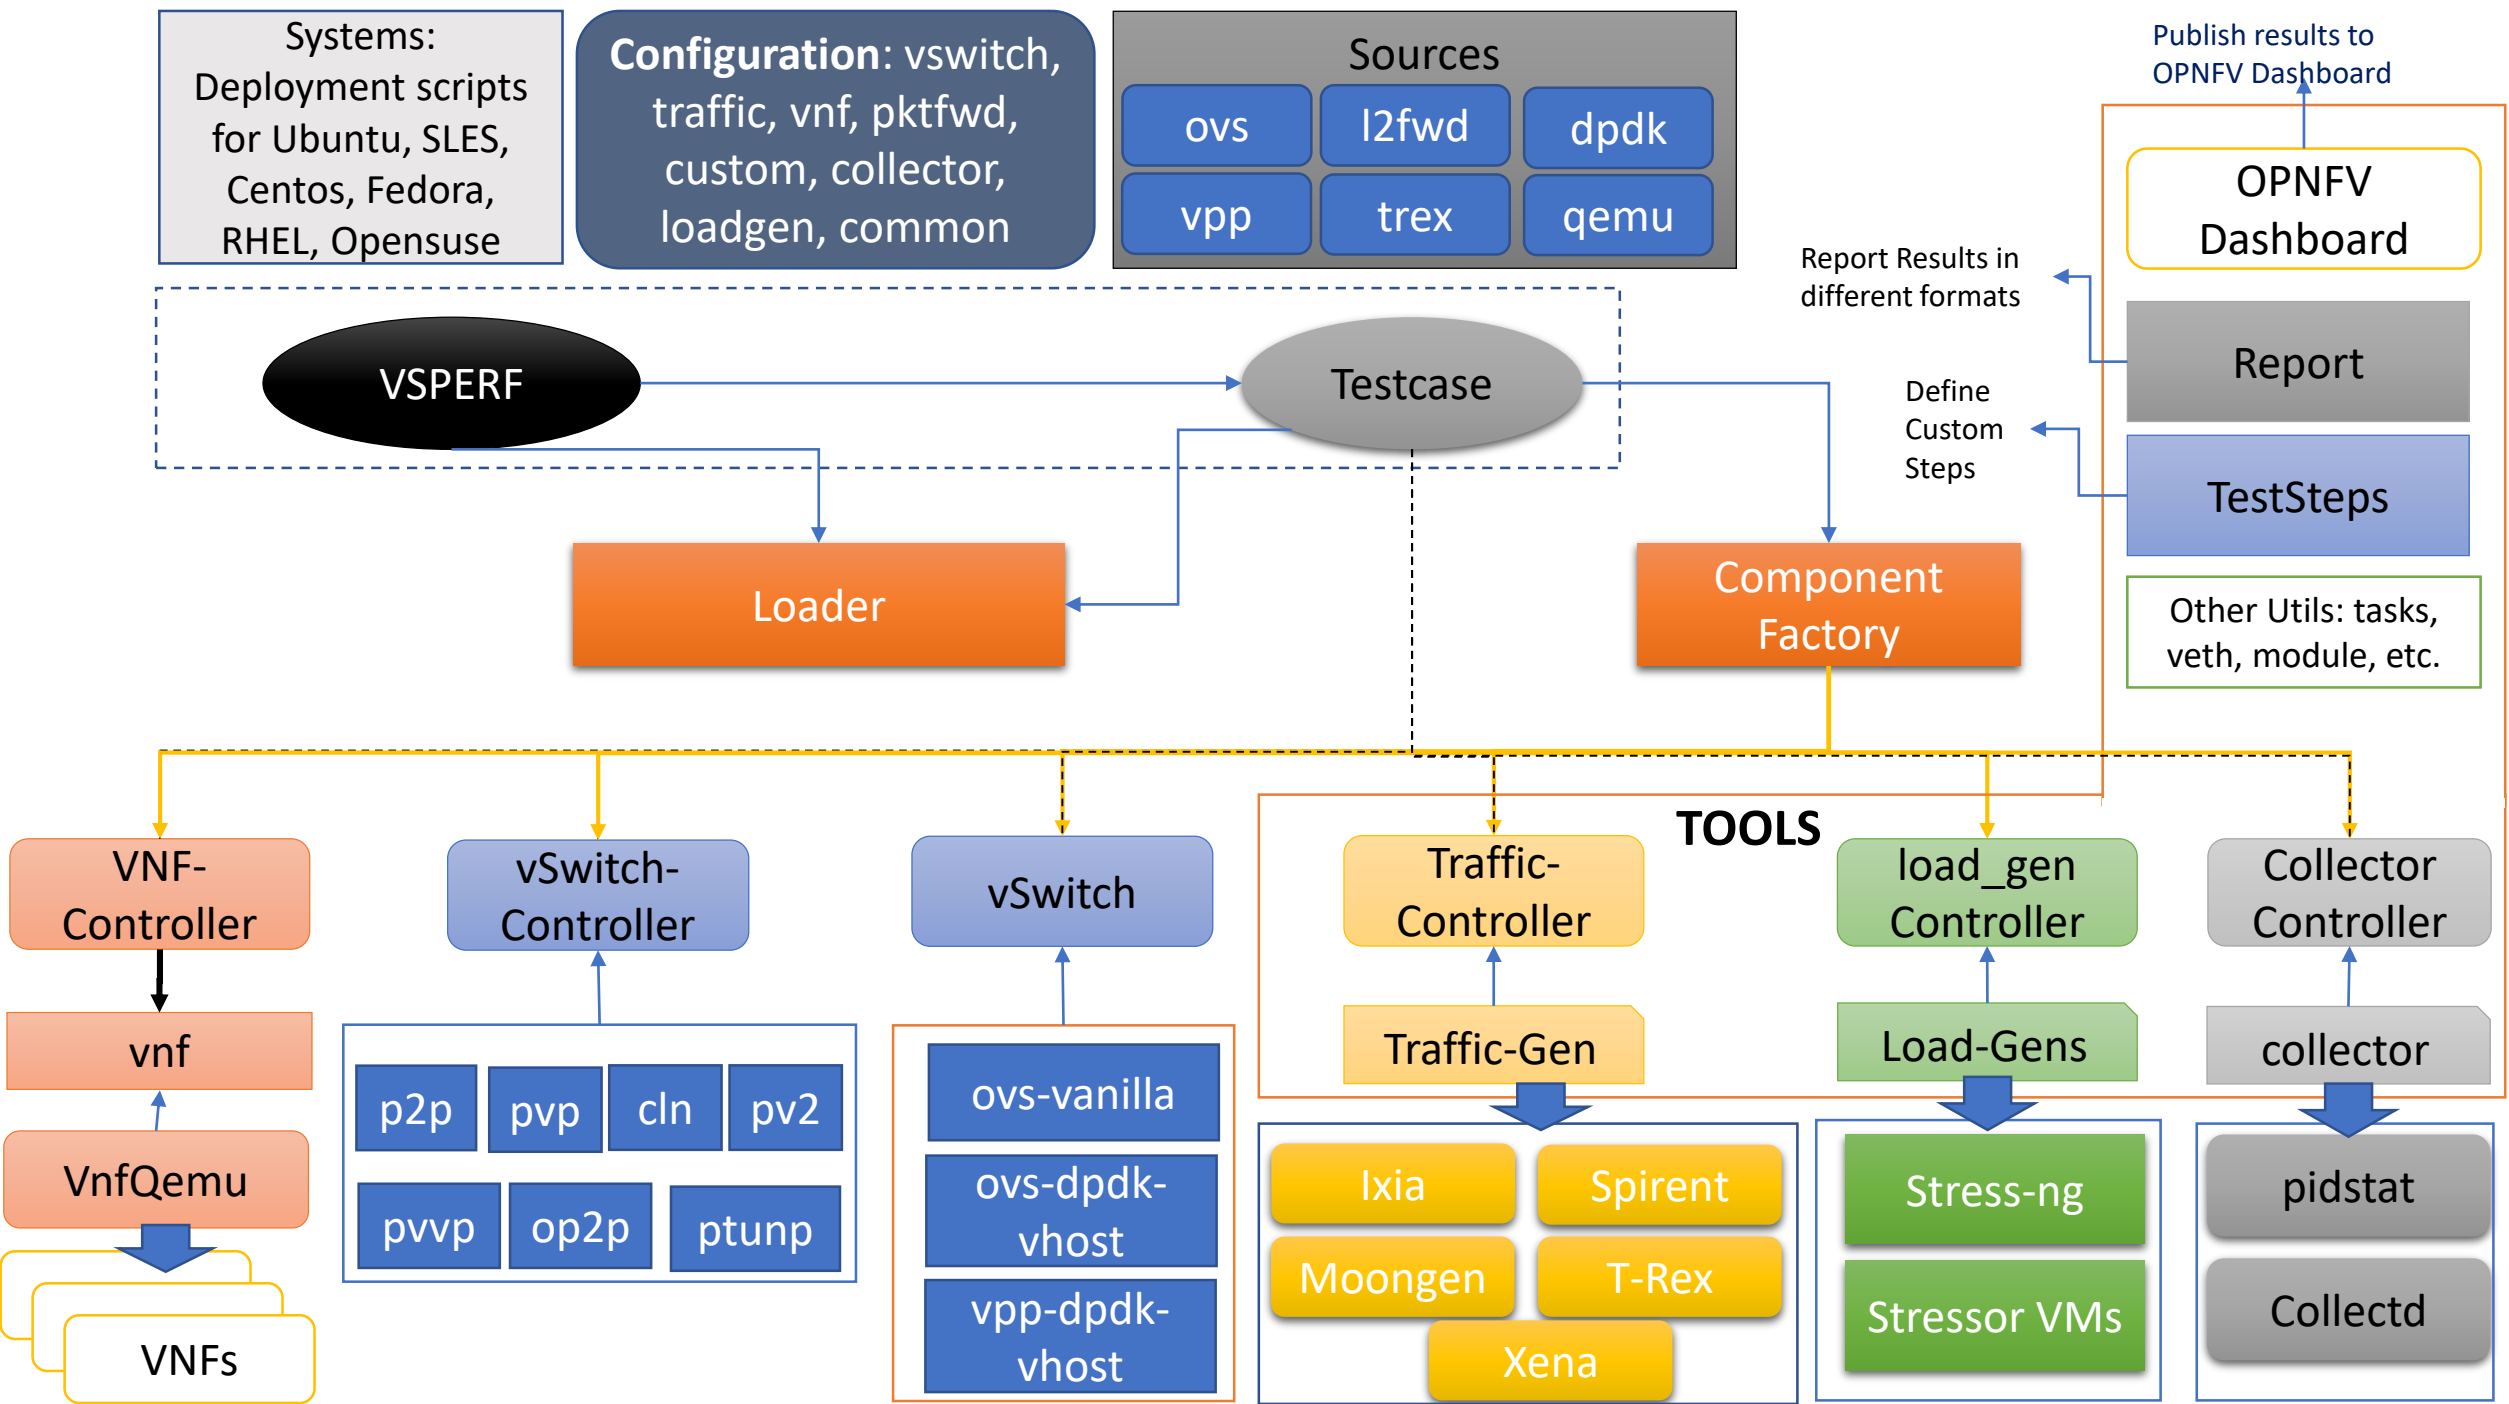 Systems:
Deployment scripts
for Ubuntu, SLES,
Centos, Fedora,
RHEL, Opensuse
Configuration: vswitch,
traffic, vnf, pktfwd,
custom, collector,
loadgen, common
Sources
ovs
l2fwd
dpdk
vpp
trex
qemu
Publish results to
OPNFV Dashboard
OPNFV
Dashboard
Report Results in
different formats
Report
Define
Custom
Steps
TestSteps
Other Utils: tasks,
veth, module, etc.
VSPERF
Testcase
Loader
Component
Factory
TOOLS
VNF-
Controller
vSwitch-
Controller
vSwitch
Traffic-
Controller
load_gen
Controller
Collector
Controller
vnf
Traffic-Gen
Load-Gens
collector
VnfQemu
VNFs
p2p
pvp
cln
pv2
pvvp
op2p
ptunp
ovs-vanilla
ovs-dpdk-
vhost
vpp-dpdk-
vhost
Ixia
Spirent
Moongen
T-Rex
Xena
Stress-ng
Stressor VMs
pidstat
Collectd